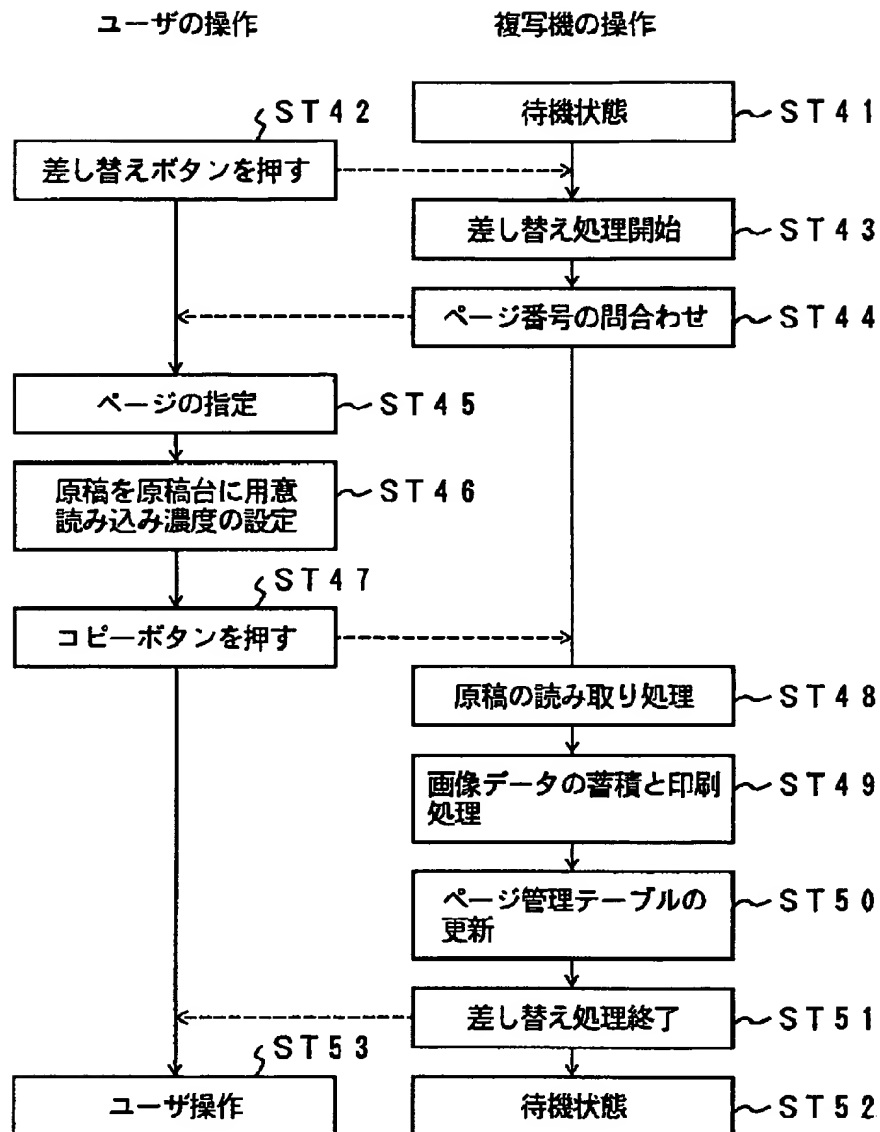 ユーザの操作
複写機の操作
待機状態
ST41
ST42
差し替えボタンを押す
差し替え処理開始
ST43
ページ番号の問合わせ
ST44
ページの指定
ST45
原稿を原稿台に用意
読み込み濃度の設定
ST46
ST47
コピーボタンを押す
原稿の読み取り処理
ST48
画像データの蓄積と印刷
処理
ST49
ページ管理テーブルの
更新
ST50
差し替え処理終了
ST51
ST53
ユーザ操作
待機状態
ST52